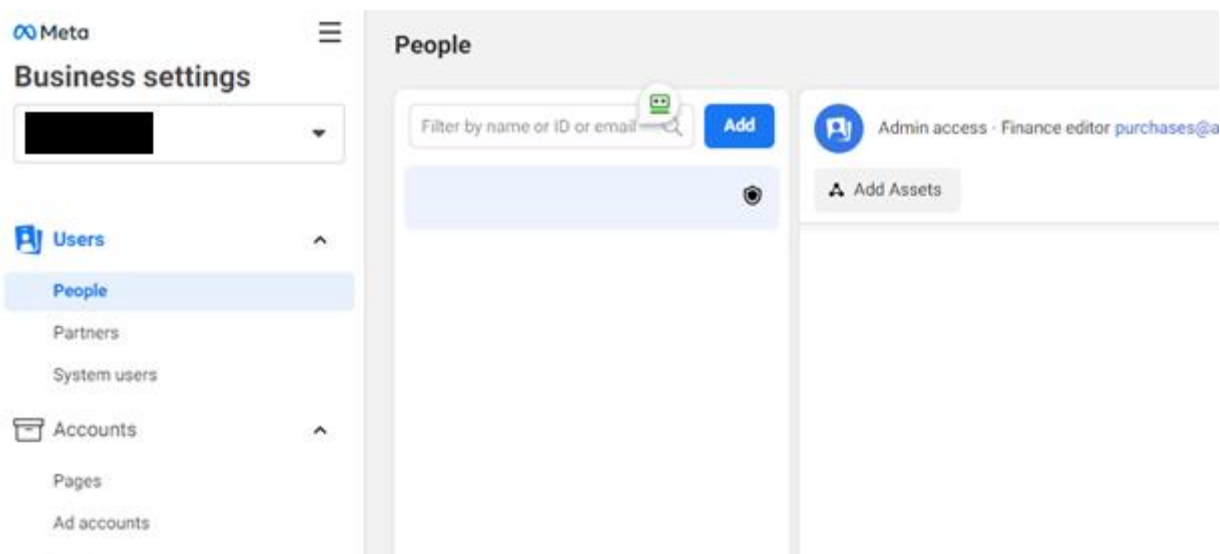 Meta
Business settings
Users
People
Partners
System users
Accounts
Pages
Ad accounts
People
Filter by name or ID or email
Add
Admin access · Finance editor purchases@a
Add Assets